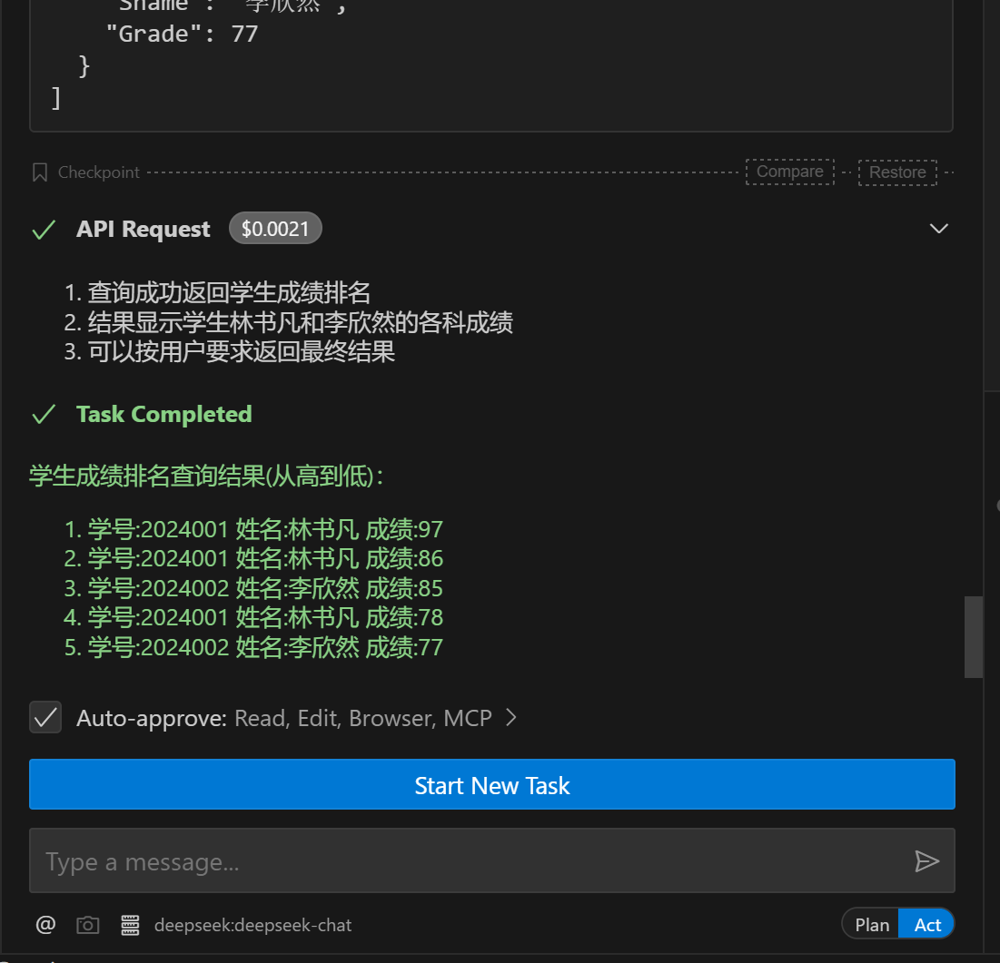 "Sname": "李欣然",
"Grade": 77
}
]
Checkpoint Compare Restore
API Request $0.0021
1. 查询成功返回学生成绩排名
2. 结果显示学生林书凡和李欣然的各科成绩
3. 可以按用户要求返回最终结果
Task Completed
学生成绩排名查询结果(从高到低):
1. 学号:2024001 姓名:林书凡 成绩:97
2. 学号:2024001 姓名:林书凡 成绩:86
3. 学号:2024002 姓名:李欣然 成绩:85
4. 学号:2024001 姓名:林书凡 成绩:78
5. 学号:2024002 姓名:李欣然 成绩:77
Auto-approve: Read, Edit, Browser, MCP
Start New Task
Type a message...
@ deepseek:deepseek-chat Plan Act